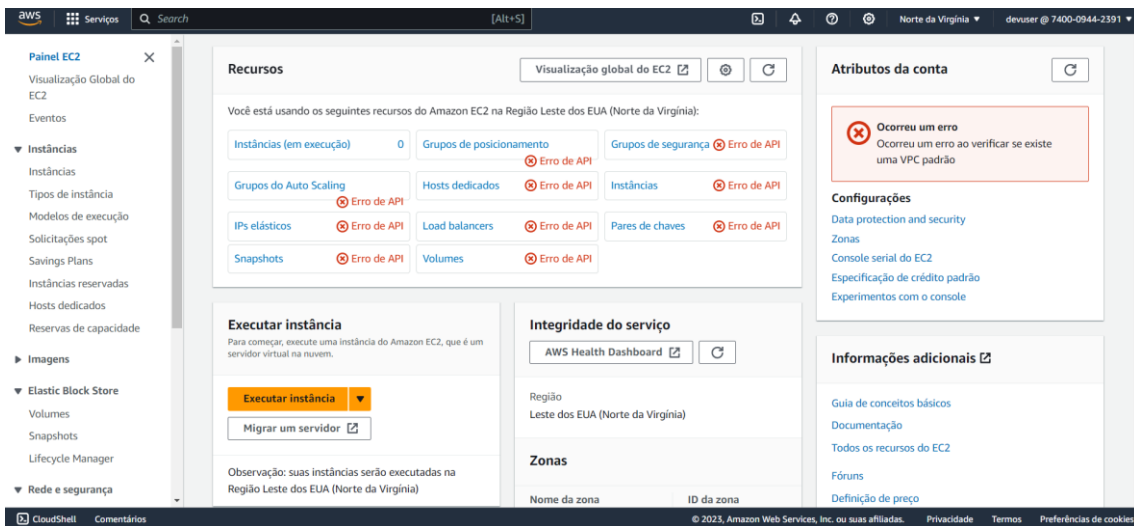 aws
Serviços
Search
[Alt+S]
Norte da Virgínia
devuser @ 7400-0944-2391
Painel EC2
Visualização Global do
EC2
Eventos
Instâncias
Instâncias
Tipos de instância
Modelos de execução
Solicitações spot
Savings Plans
Instâncias reservadas
Hosts dedicados
Reservas de capacidade
Imagens
Elastic Block Store
Volumes
Snapshots
Lifecycle Manager
Rede e segurança
Recursos
Visualização global do EC2
Você está usando os seguintes recursos do Amazon EC2 na Região Leste dos EUA (Norte da Virgínia):
Instâncias (em execução) 0
Grupos de posicionamento
Erro de API
Grupos de segurança Erro de API
Grupos do Auto Scaling
Erro de API
Hosts dedicados Erro de API
Instâncias Erro de API
IPs elásticos Erro de API
Load balancers Erro de API
Pares de chaves Erro de API
Snapshots Erro de API
Volumes Erro de API
Executar instância
Para começar, execute uma instância do Amazon EC2, que é um
servidor virtual na nuvem.
Executar instância
Migrar um servidor
Observação: suas instâncias serão executadas na
Região Leste dos EUA (Norte da Virgínia)
Integridade do serviço
AWS Health Dashboard
Região
Leste dos EUA (Norte da Virgínia)
Zonas
Nome da zona ID da zona
Atributos da conta
Ocorreu um erro
Ocorreu um erro ao verificar se existe
uma VPC padrão
Configurações
Data protection and security
Zonas
Console serial do EC2
Especificação de crédito padrão
Experimentos com o console
Informações adicionais
Guia de conceitos básicos
Documentação
Todos os recursos do EC2
Fóruns
Definição de preço
CloudShell
Comentários
© 2023, Amazon Web Services, Inc. ou suas afiliadas.
Privacidade
Termos
Preferências de cookies